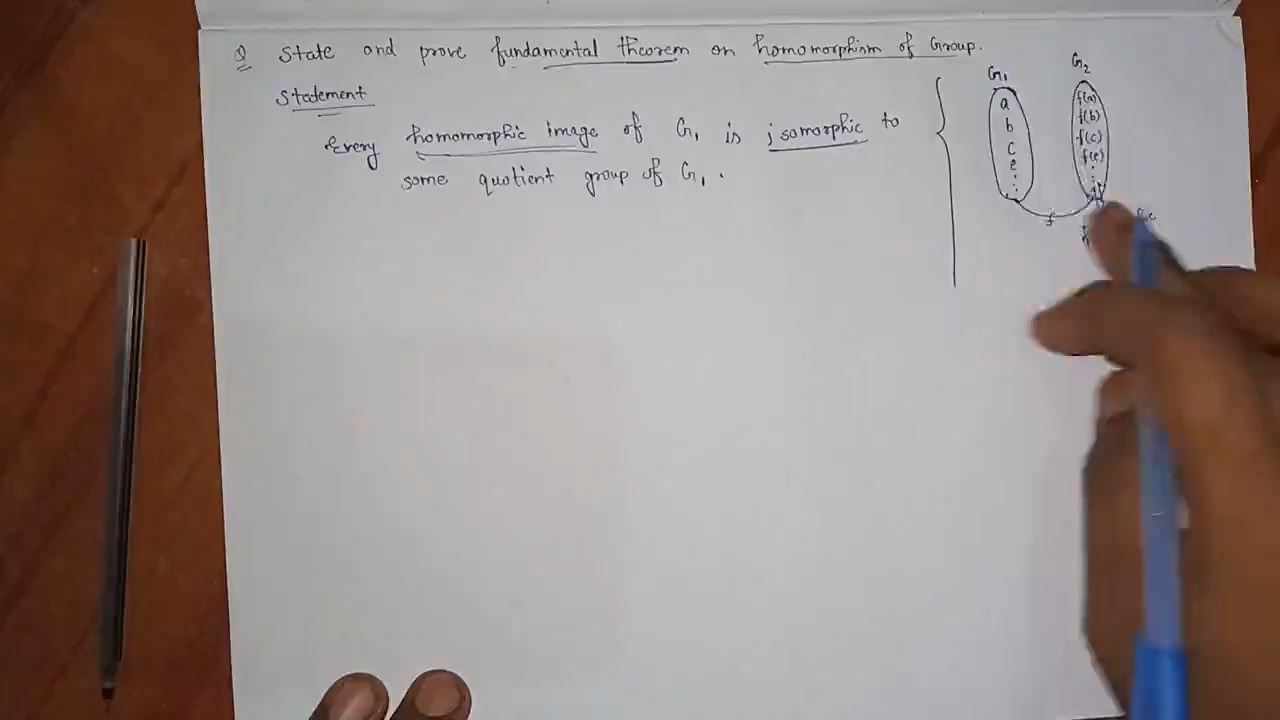 Q State and prove fundamental theorem on homomorphism of Group.
Statement
Every homomorphic image of G₁ is isomorphic to
some quotient group of G₁.
G₁ G₂
a f(a)
b f(b)
c f(c)
e f(e)
f